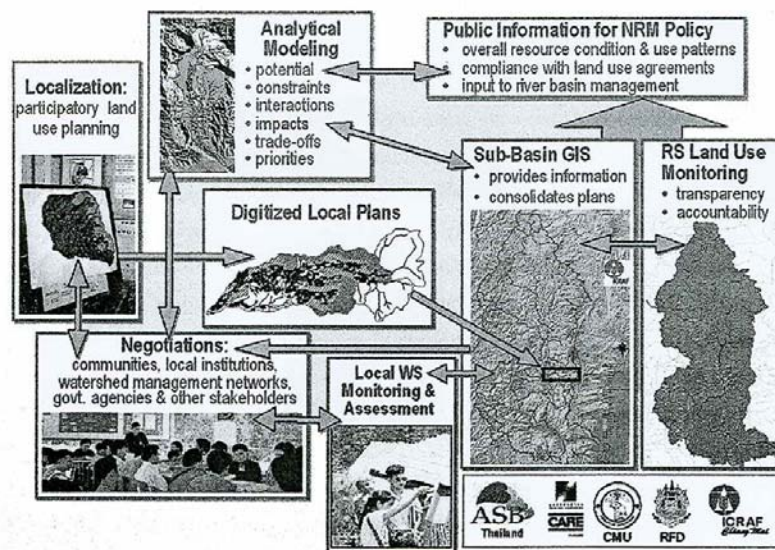 Analytical
Modeling
• potential
• constraints
• interactions
• impacts
• trade-offs
• priorities
Public Information for NRM Policy
• overall resource condition & use patterns
• compliance with land use agreements
• input to river basin management
Localization:
participatory land
use planning
Sub-Basin GIS
• provides information
• consolidates plans
RS Land Use
Monitoring
• transparency
• accountability
Digitized Local Plans
ICRAF
Negotiations:
communities, local institutions,
watershed management networks,
govt. agencies & other stakeholders
Local WS
Monitoring &
Assessment
ASB
Thailand
CARE
CMU
RFD
ICRAF
Chiang Mai